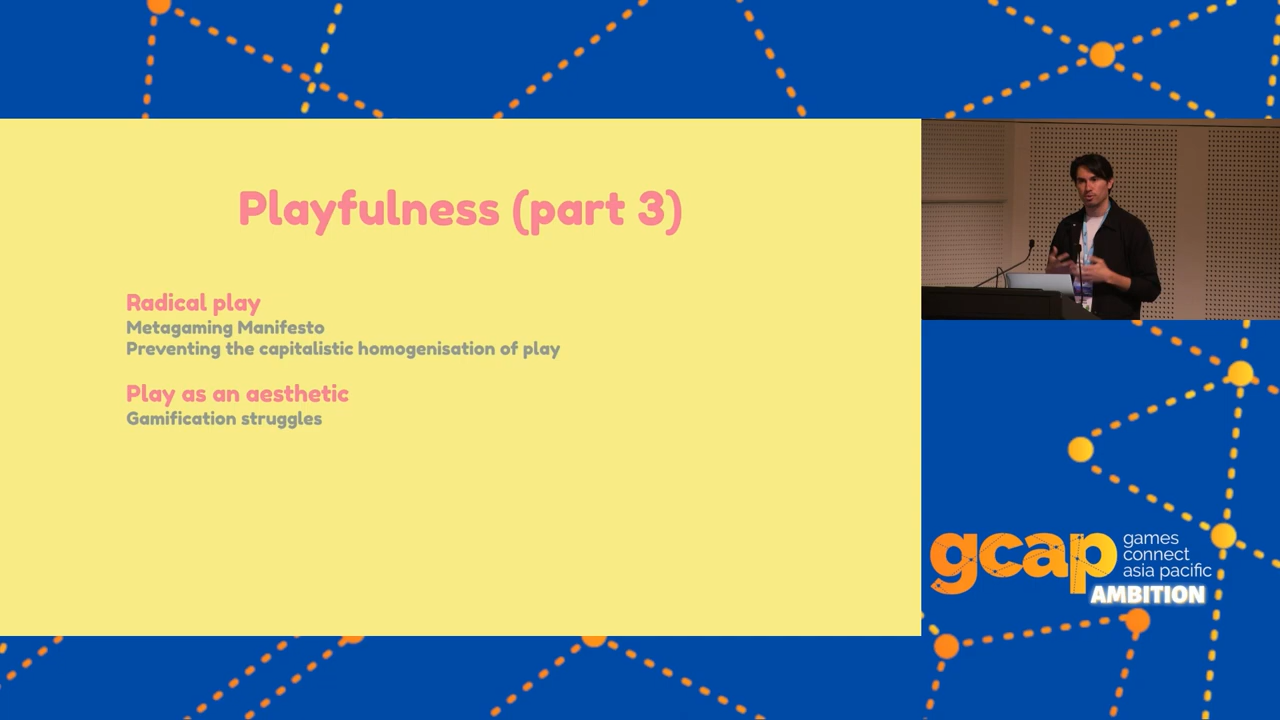 Playfulness (part 3)
Radical play
Metagaming Manifesto
Preventing the capitalistic homogenisation of play
Play as an aesthetic
Gamification struggles
gcap
games
connect
asia pacific
AMBITION